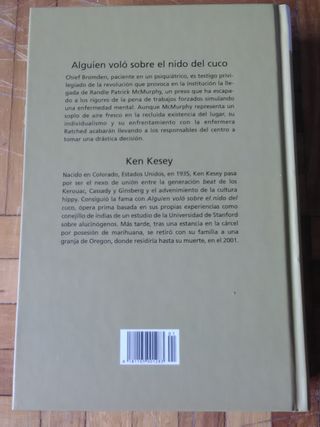 Alguien voló sobre el nido del cuco
Chief Bromden, paciente en un psiquiátrico, es testigo privi-
legiado de la revolución que provoca en la institución la lle-
gada de Randle Patrick McMurphy, un preso que ha escapa-
do a los rigores de la pena de trabajos forzados simulando
una enfermedad mental. Aunque McMurphy representa un
soplo de aire fresco en la recluida existencia del lugar, su
individualismo y su enfrentamiento con la enfermera
Ratched acabarán llevando a los responsables del centro a
tomar una drástica decisión.
Ken Kesey
Nacido en Colorado, Estados Unidos, en 1935, Ken Kesey pasa
por ser el nexo de unión entre la generación beat de los
Kerouac, Cassady y Ginsberg y el advenimiento de la cultura
hippy. Consiguió la fama con Alguien voló sobre el nido del
cuco, ópera prima basada en sus propias experiencias como
conejillo de indias de un estudio de la Universidad de Stanford
sobre alucinógenos. Más tarde, tras una estancia en la cárcel
por posesión de marihuana, se retiró con su familia a una
granja de Oregon, donde residiría hasta su muerte, en el 2001.